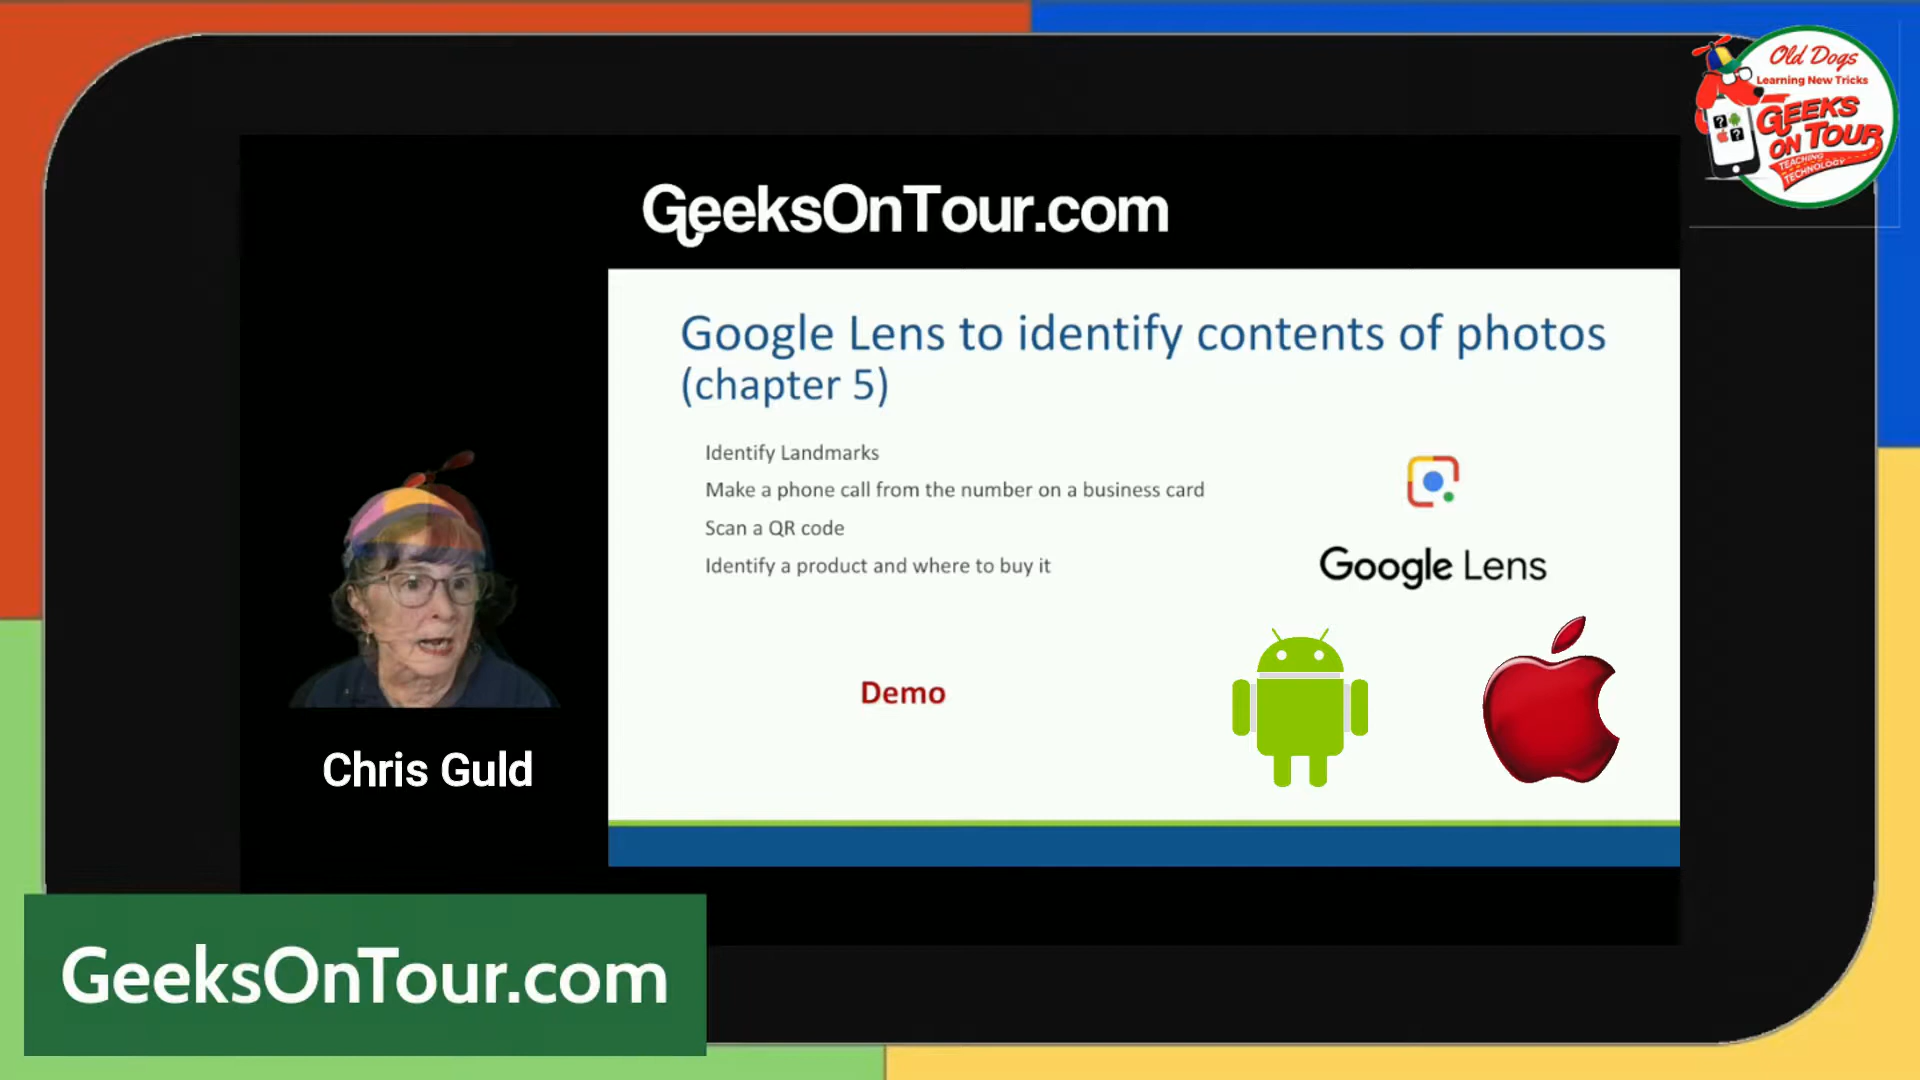 Old Dogs
Learning New Tricks
GEEKS
ON TOUR
TEACHING
TECHNOLOGY
GeeksOnTour.com
Google Lens to identify contents of photos
(chapter 5)
Identify Landmarks
Make a phone call from the number on a business card
Scan a QR code
Identify a product and where to buy it
Google Lens
Demo
Chris Guld
GeeksOnTour.com